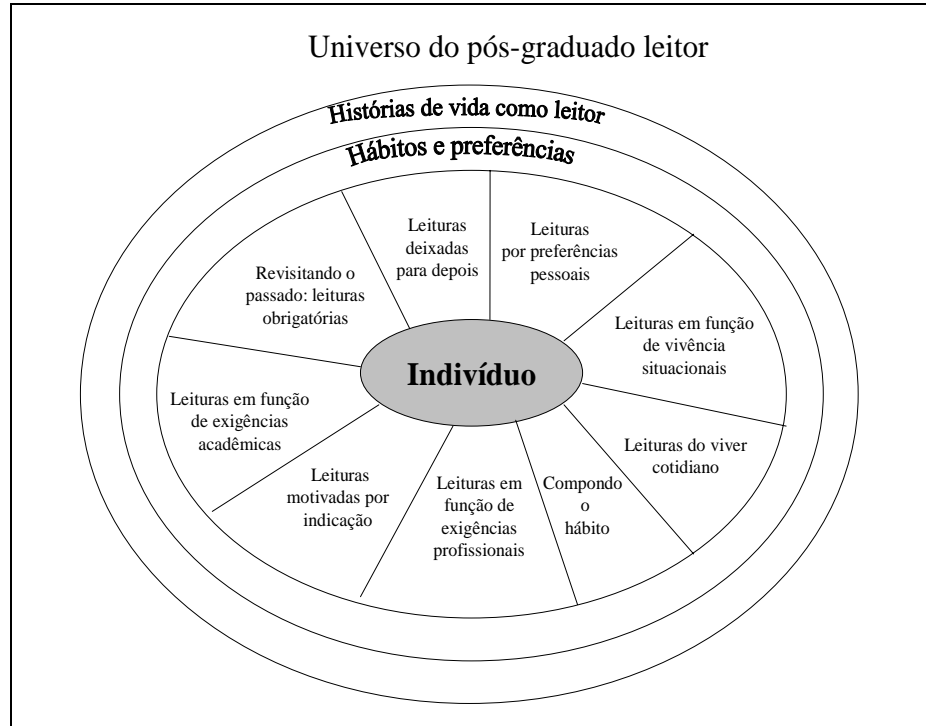 Universo do pós-graduado leitor
Histórias de vida como leitor
Hábitos e preferências
Leituras
deixadas
para depois
Leituras
por preferências
pessoais
Revisitando o
passado: leituras
obrigatórias
Leituras em função
de vivência
situacionais
Indivíduo
Leituras em função
de exigências
acadêmicas
Leituras do viver
cotidiano
Leituras
motivadas por
indicação
Leituras em
função de
exigências
profissionais
Compondo
o
hábito